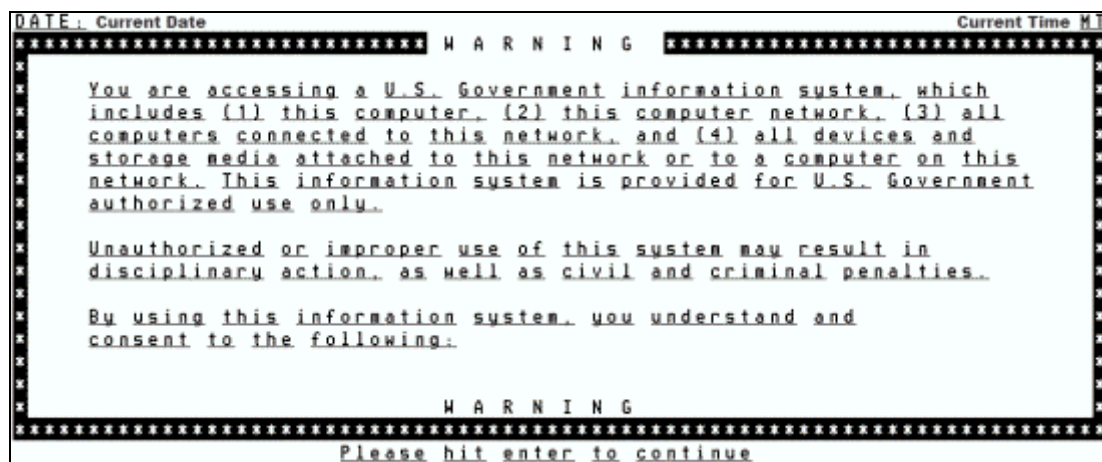 DATE: Current Date Current Time MT
***************************** W A R N I N G ******************************
You are accessing a U.S. Government information system, which
includes (1) this computer, (2) this computer network, (3) all
computers connected to this network, and (4) all devices and
storage media attached to this network or to a computer on this
network. This information system is provided for U.S. Government
authorized use only.
Unauthorized or improper use of this system may result in
disciplinary action, as well as civil and criminal penalties.
By using this information system, you understand and
consent to the following:
W A R N I N G
Please hit enter to continue